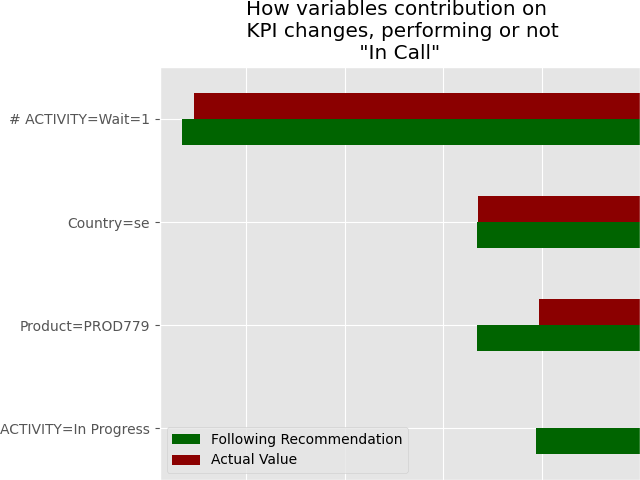 How variables contribution on
KPI changes, performing or not
"In Call"
# ACTIVITY=Wait=1
Country=se
Product=PROD779
ACTIVITY=In Progress
Following Recommendation
Actual Value